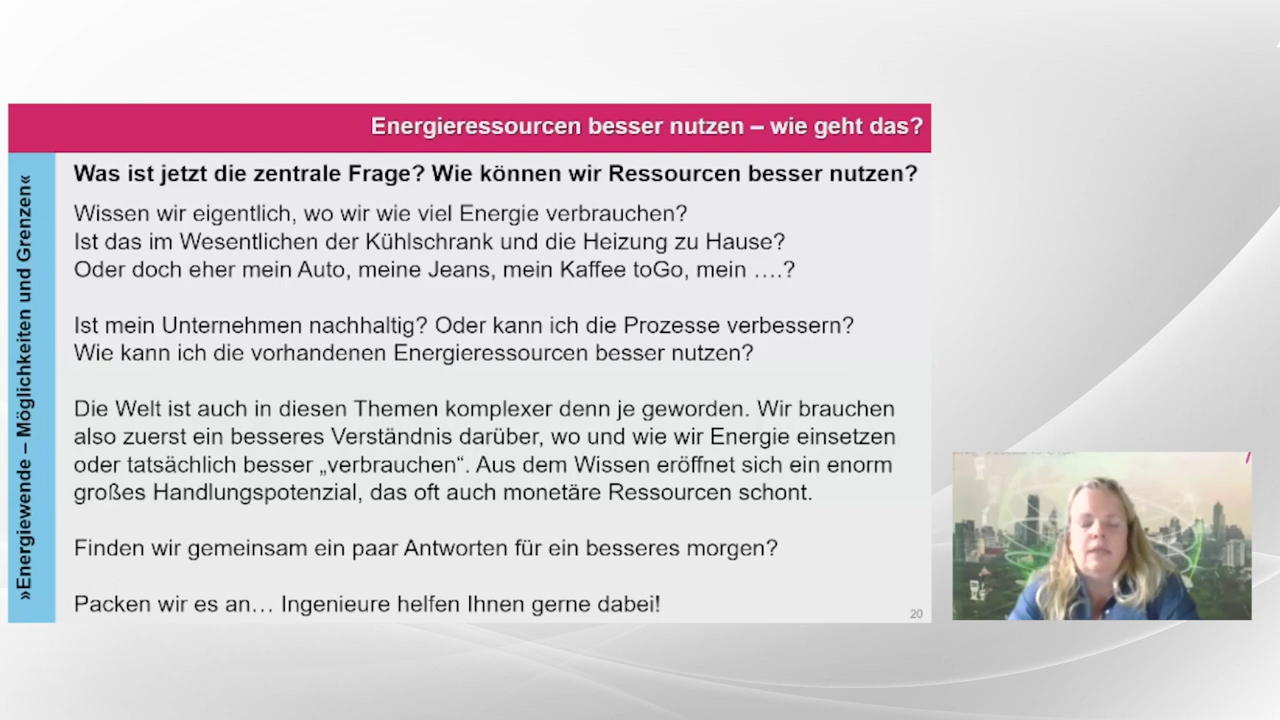 Energieressourcen besser nutzen – wie geht das?
»Energiewende – Möglichkeiten und Grenzen«
Was ist jetzt die zentrale Frage? Wie können wir Ressourcen besser nutzen?
Wissen wir eigentlich, wo wir wie viel Energie verbrauchen?
Ist das im Wesentlichen der Kühlschrank und die Heizung zu Hause?
Oder doch eher mein Auto, meine Jeans, mein Kaffee toGo, mein ….?
Ist mein Unternehmen nachhaltig? Oder kann ich die Prozesse verbessern?
Wie kann ich die vorhandenen Energieressourcen besser nutzen?
Die Welt ist auch in diesen Themen komplexer denn je geworden. Wir brauchen
also zuerst ein besseres Verständnis darüber, wo und wie wir Energie einsetzen
oder tatsächlich besser „verbrauchen“. Aus dem Wissen eröffnet sich ein enorm
großes Handlungspotenzial, das oft auch monetäre Ressourcen schont.
Finden wir gemeinsam ein paar Antworten für ein besseres morgen?
Packen wir es an… Ingenieure helfen Ihnen gerne dabei!
20